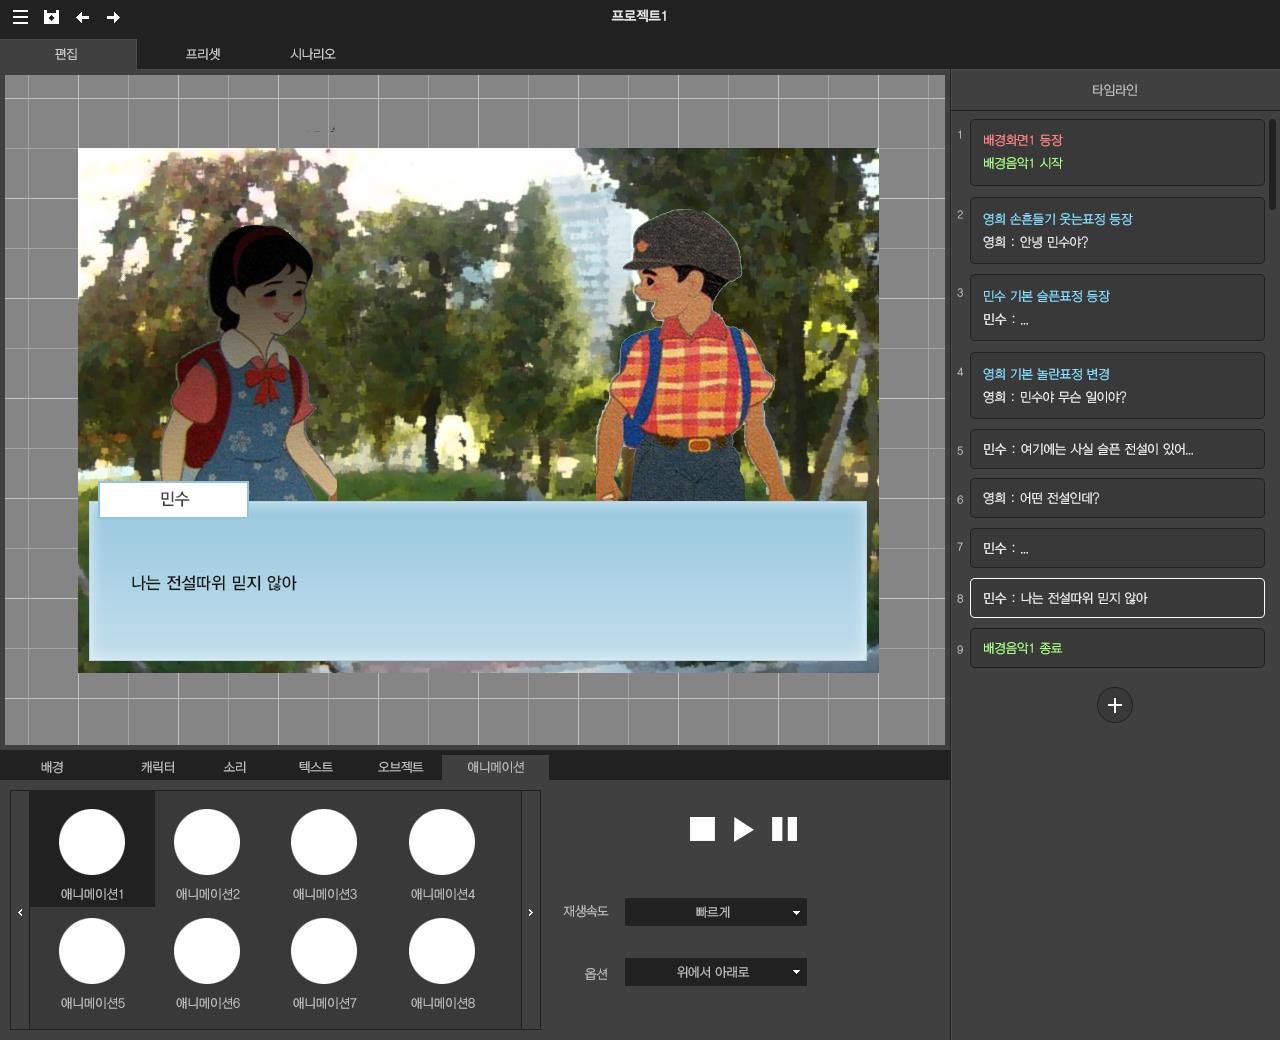 프로젝트1
편집
프리셋
시나리오
타임라인
1
배경화면1 등장
배경음악1 시작
2
영희 손흔들기 웃는표정 등장
영희 : 안녕 민수야?
3
민수 기본 슬픈표정 등장
민수 : ...
4
영희 기본 놀란표정 변경
영희 : 민수야 무슨 일이야?
5
민수 : 여기에는 사실 슬픈 전설이 있어...
6
영희 : 어떤 전설인데?
7
민수 : ...
8
민수 : 나는 전설따위 믿지 않아
9
배경음악1 종료
민수
나는 전설따위 믿지 않아
배경
캐릭터
소리
텍스트
오브젝트
애니메이션
애니메이션1
애니메이션2
애니메이션3
애니메이션4
애니메이션5
애니메이션6
애니메이션7
애니메이션8
재생속도
빠르게
옵션
위에서 아래로